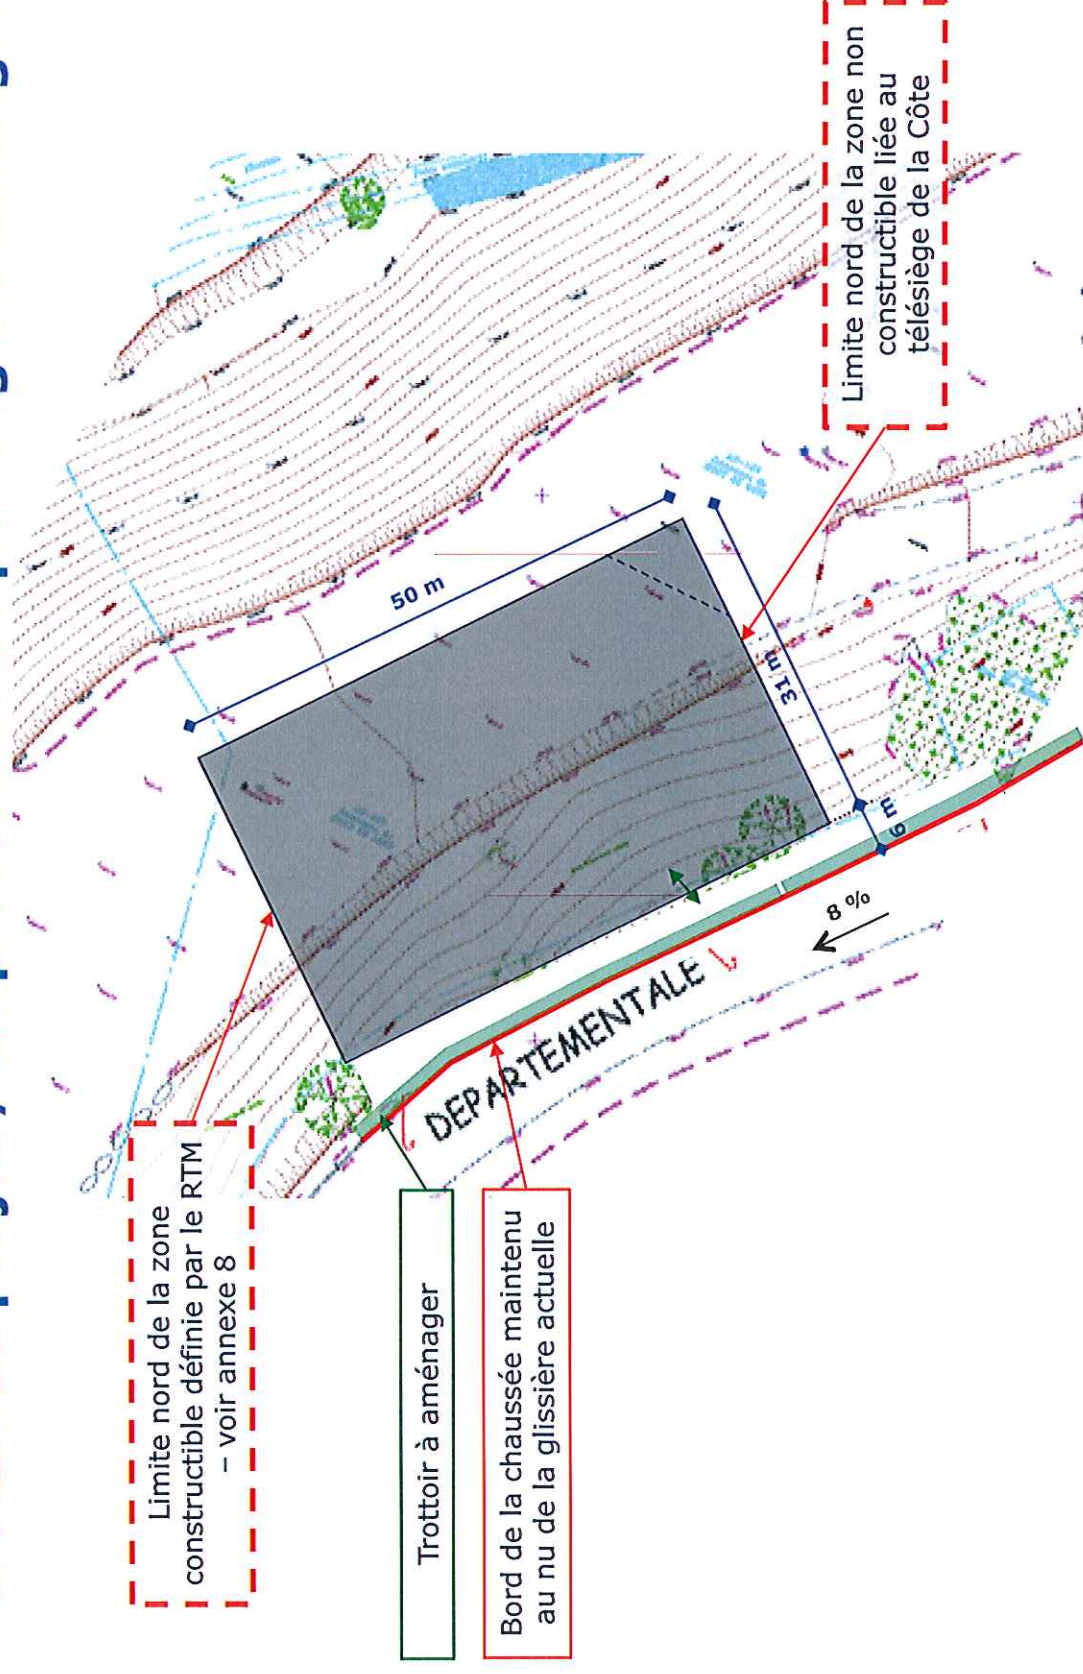 Limite nord de la zone
constructible définie par le RTM
– voir annexe 8
Trottoir à aménager
Bord de la chaussée maintenu
au nu de la glissière actuelle
DEPARTEMENTALE
8 %
50 m
31 m
6 m
Limite nord de la zone non
constructible liée au
télésiège de la Côte